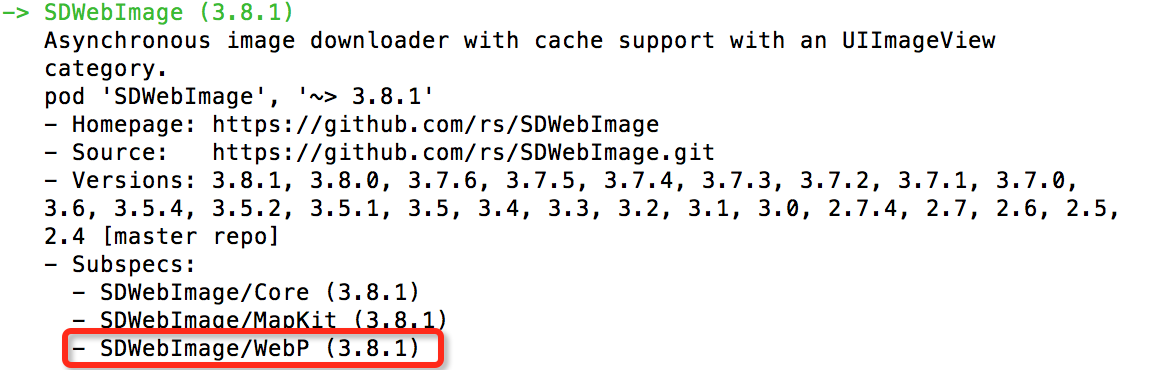 -> SDWebImage (3.8.1)
Asynchronous image downloader with cache support with an UIImageView
category.
pod 'SDWebImage', '~> 3.8.1'
- Homepage: https://github.com/rs/SDWebImage
- Source:   https://github.com/rs/SDWebImage.git
- Versions: 3.8.1, 3.8.0, 3.7.6, 3.7.5, 3.7.4, 3.7.3, 3.7.2, 3.7.1, 3.7.0,
3.6, 3.5.4, 3.5.2, 3.5.1, 3.5, 3.4, 3.3, 3.2, 3.1, 3.0, 2.7.4, 2.7, 2.6, 2.5,
2.4 [master repo]
- Subspecs:
- SDWebImage/Core (3.8.1)
- SDWebImage/MapKit (3.8.1)
- SDWebImage/WebP (3.8.1)